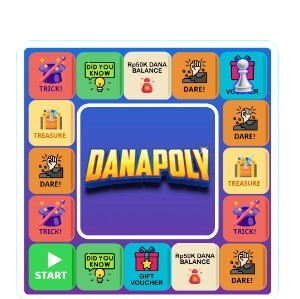 TRICK!
DID YOU
KNOW
Rp50K DANA
BALANCE
DARE!
VOUCHER
TREASURE
DARE!
DANAPOLY
DARE!
TREASURE
TRICK!
TRICK!
START
DID YOU
KNOW
GIFT
VOUCHER
Rp50K DANA
BALANCE
DARE!